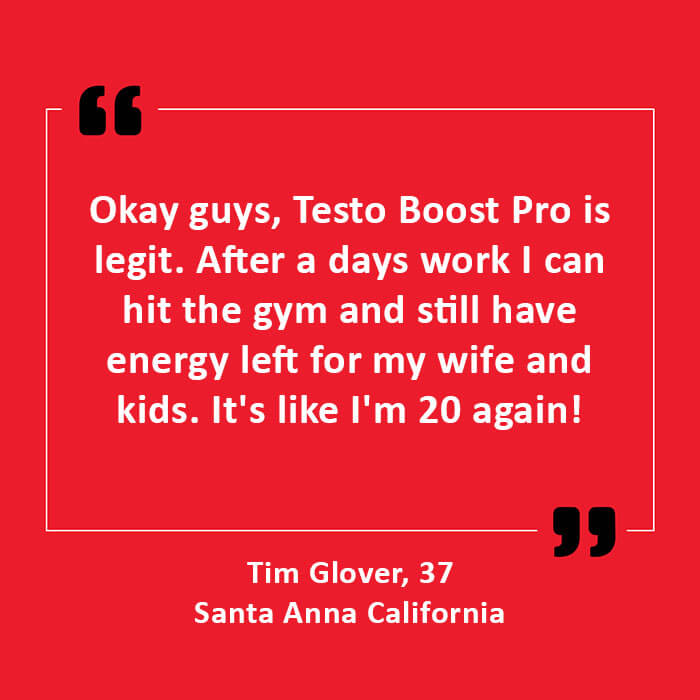 Okay guys, Testo Boost Pro is
legit. After a days work I can
hit the gym and still have
energy left for my wife and
kids. It's like I'm 20 again!
Tim Glover, 37
Santa Anna California